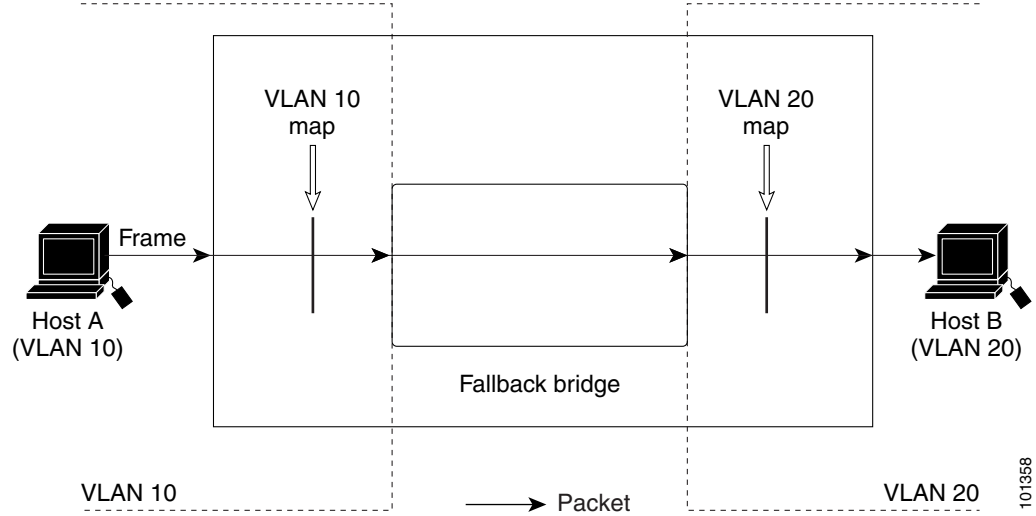 VLAN 10
map
VLAN 20
map
Frame
Host A
(VLAN 10)
Host B
(VLAN 20)
Fallback bridge
VLAN 10
Packet
VLAN 20
101358